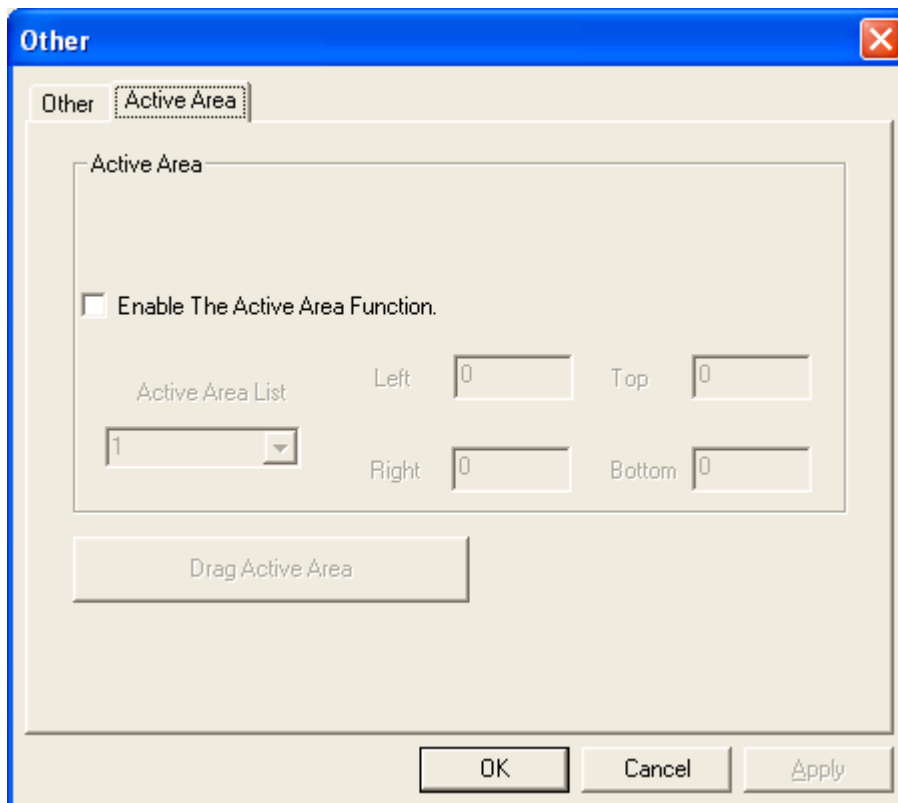 Other
Other Active Area
Active Area
Enable The Active Area Function.
Active Area List
1
Left 0 Top 0
Right 0 Bottom 0
Drag Active Area
OK Cancel Apply